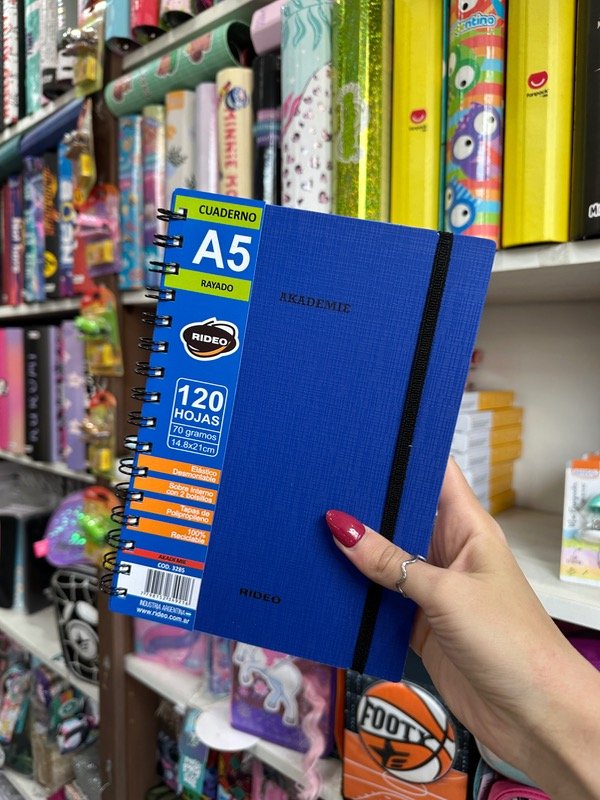 CUADERNO
A5
RAYADO
RIDEO
120
HOJAS
70 gramos
14.8x21cm
Elástico
Desmontable
Sobre Interno
con 2 bolsillos
Tapas de
Polipropileno
100%
Reciclable
AKADEMIE
COD. 3285
INDUSTRIA ARGENTINA
www.rideo.com.ar
AKADEMIE
RIDEO
FOOTY